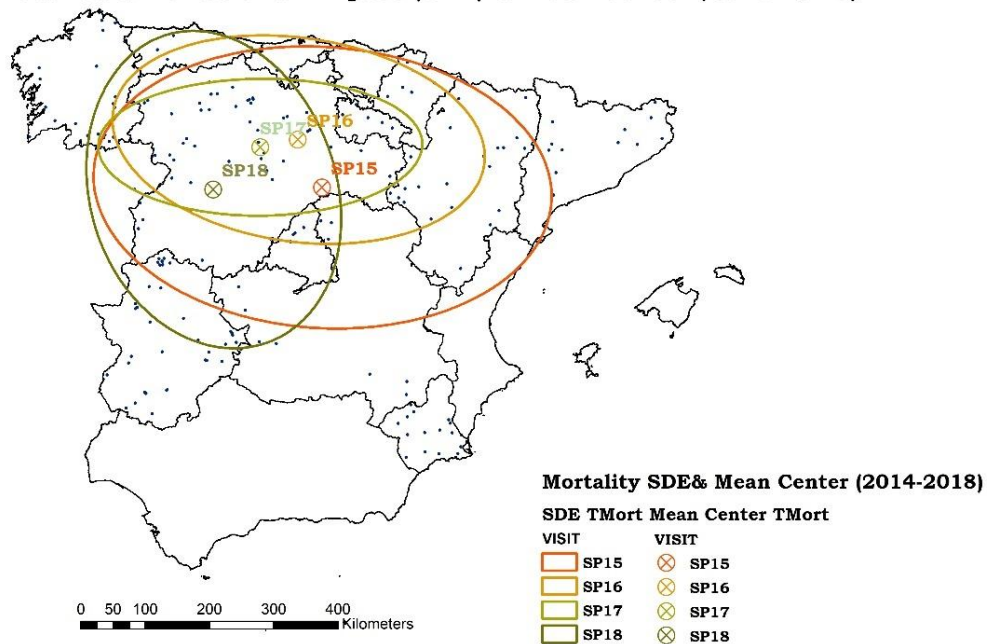 SP17
SP16
SP18
SP15
Mortality SDE& Mean Center (2014-2018)
SDE TMort Mean Center TMort
VISIT VISIT
SP15 SP15
SP16 SP16
SP17 SP17
SP18 SP18
0 50 100 200 300 400
Kilometers